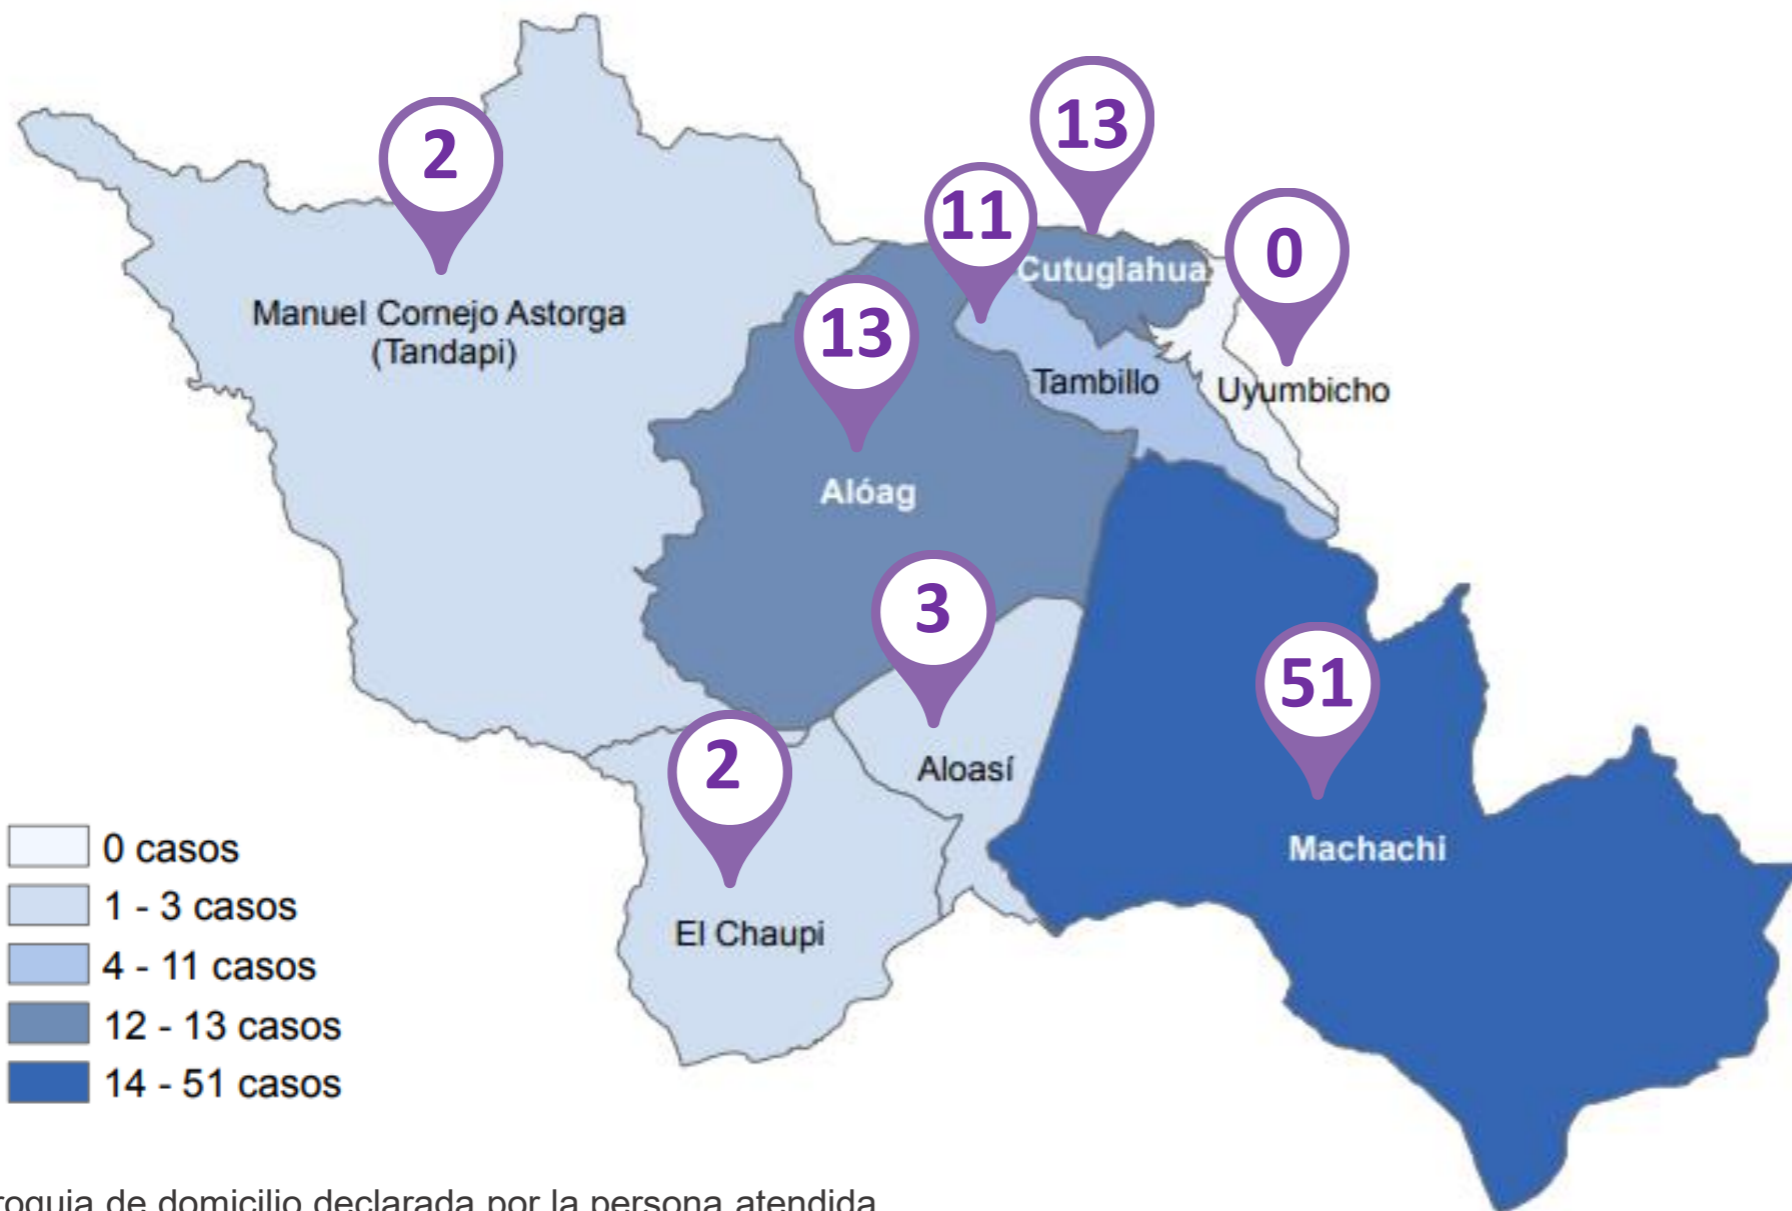 13
2
11
0
Cutuglahua
Manuel Cornejo Astorga
(Tandapi)
13
Tambillo
Uyumbicho
Alóag
3
51
2
Aloasí
Machachi
El Chaupi
0 casos
1 - 3 casos
4 - 11 casos
12 - 13 casos
14 - 51 casos
roquia de domicilio declarada por la persona atendida